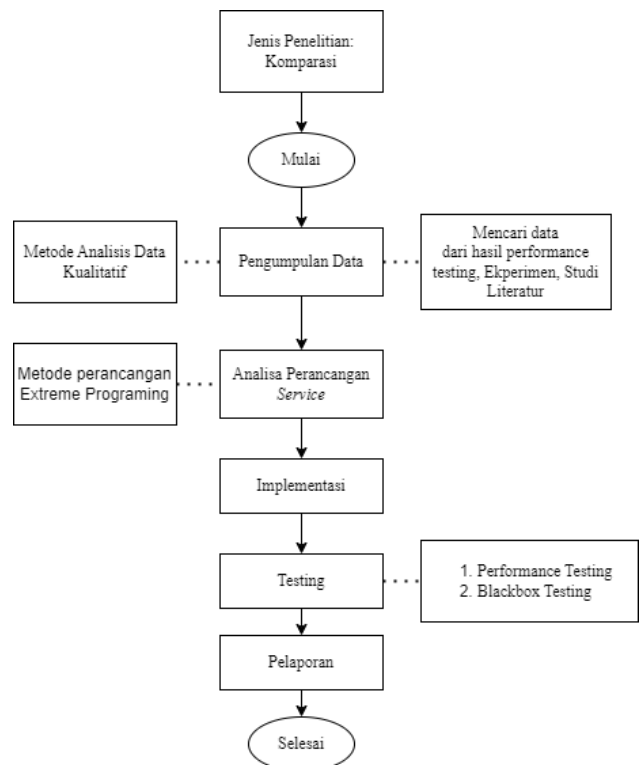 Jenis Penelitian:
Komparasi
Mulai
Metode Analisis Data
Kualitatif
Pengumpulan Data
Mencari data
dari hasil performance
testing, Ekperimen, Studi
Literatur
Metode perancangan
Extreme Programing
Analisa Perancangan
Service
Implementasi
Testing
1. Performance Testing
2. Blackbox Testing
Pelaporan
Selesai